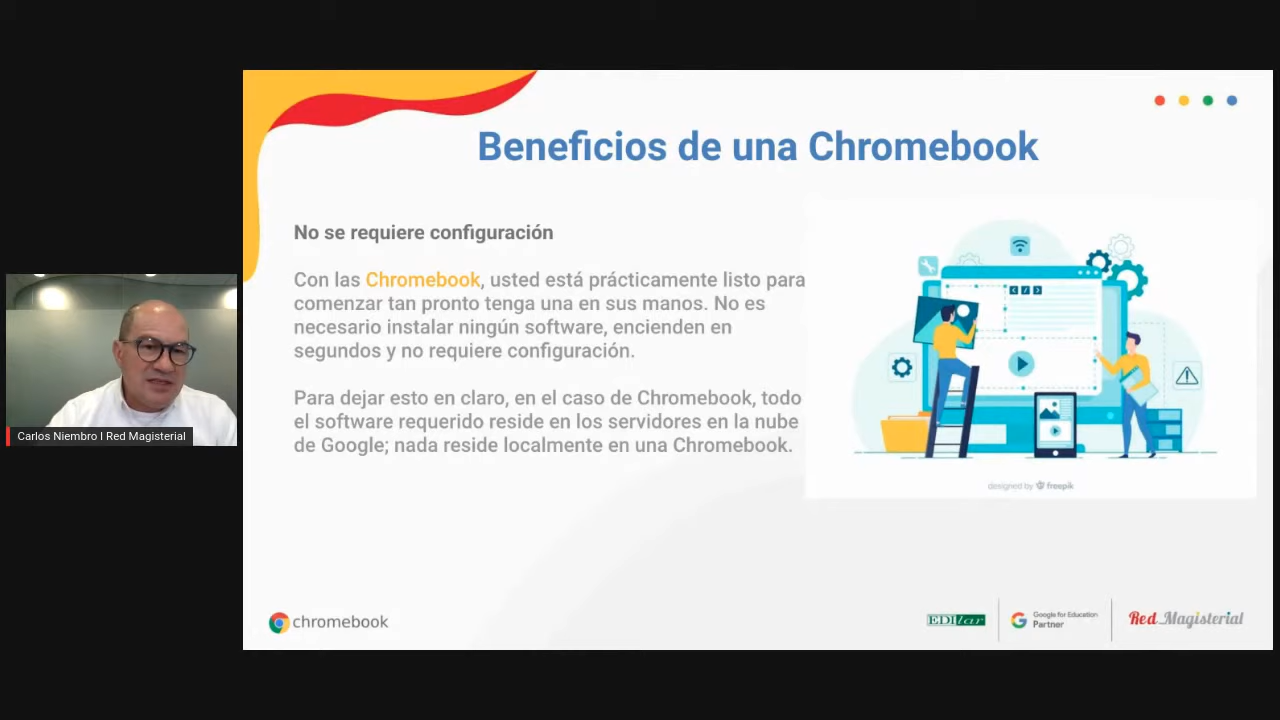 Beneficios de una Chromebook
No se requiere configuración
Con las Chromebook, usted está prácticamente listo para
comenzar tan pronto tenga una en sus manos. No es
necesario instalar ningún software, encienden en
segundos y no requiere configuración.
Para dejar esto en claro, en el caso de Chromebook, todo
el software requerido reside en los servidores en la nube
de Google; nada reside localmente en una Chromebook.
designed by freepik
Carlos Niembro I Red Magisterial
chromebook
EDIlar
Google for Education
Partner
Red Magisterial